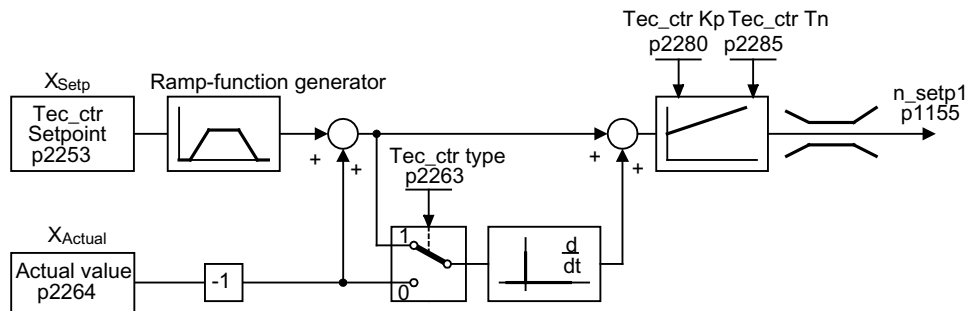 Tec_ctr Kp Tec_ctr Tn
p2280 p2285
XSetp Ramp-function generator
n_setp1
p1155
Tec_ctr
Setpoint
p2253
+ + + +
Tec_ctr type
p2263
XActual
Actual value
p2264
-1
1
0
d
dt